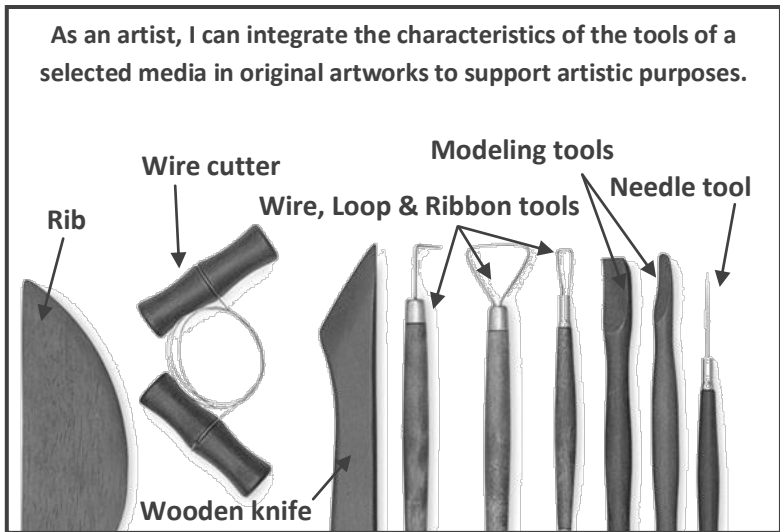 As an artist, I can integrate the characteristics of the tools of a
selected media in original artworks to support artistic purposes.
Modeling tools
Wire cutter
Needle tool
Wire, Loop & Ribbon tools
Rib
Wooden knife